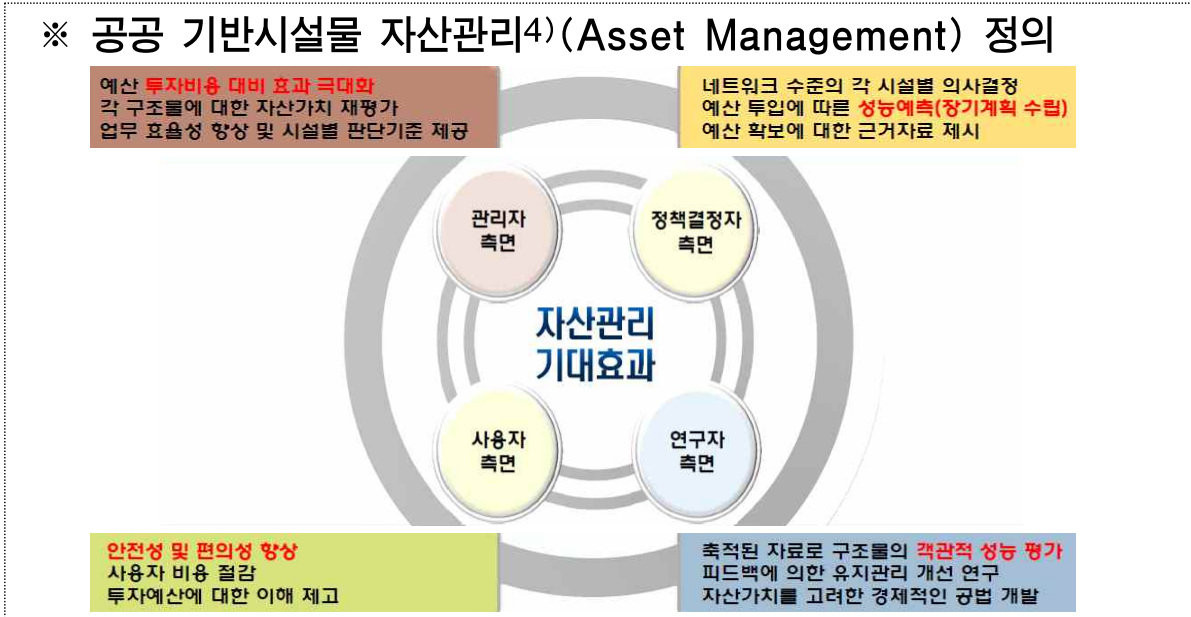 ※ 공공 기반시설물 자산관리4)(Asset Management) 정의
예산 투자비용 대비 효과 극대화
각 구조물에 대한 자산가치 재평가
업무 효율성 향상 및 시설별 판단기준 제공
네트워크 수준의 각 시설별 의사결정
예산 투입에 따른 성능예측(장기계획 수립)
예산 확보에 대한 근거자료 제시
관리자
측면
정책결정자
측면
자산관리
기대효과
사용자
측면
연구자
측면
안전성 및 편의성 향상
사용자 비용 절감
투자예산에 대한 이해 제고
축적된 자료로 구조물의 객관적 성능 평가
피드백에 의한 유지관리 개선 연구
자산가치를 고려한 경제적인 공법 개발